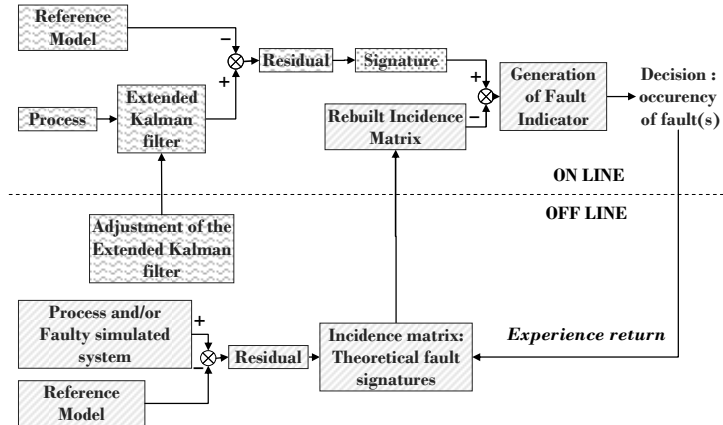 Reference
Model
−
+
Residual
Signature
+
−
Generation
of Fault
Indicator
Decision :
occurency
of fault(s)
Process
Extended
Kalman
filter
Rebuilt Incidence
Matrix
ON LINE
OFF LINE
Adjustment of the
Extended Kalman
filter
Process and/or
Faulty simulated
system
+
−
Residual
Incidence matrix:
Theoretical fault
signatures
Experience return
Reference
Model